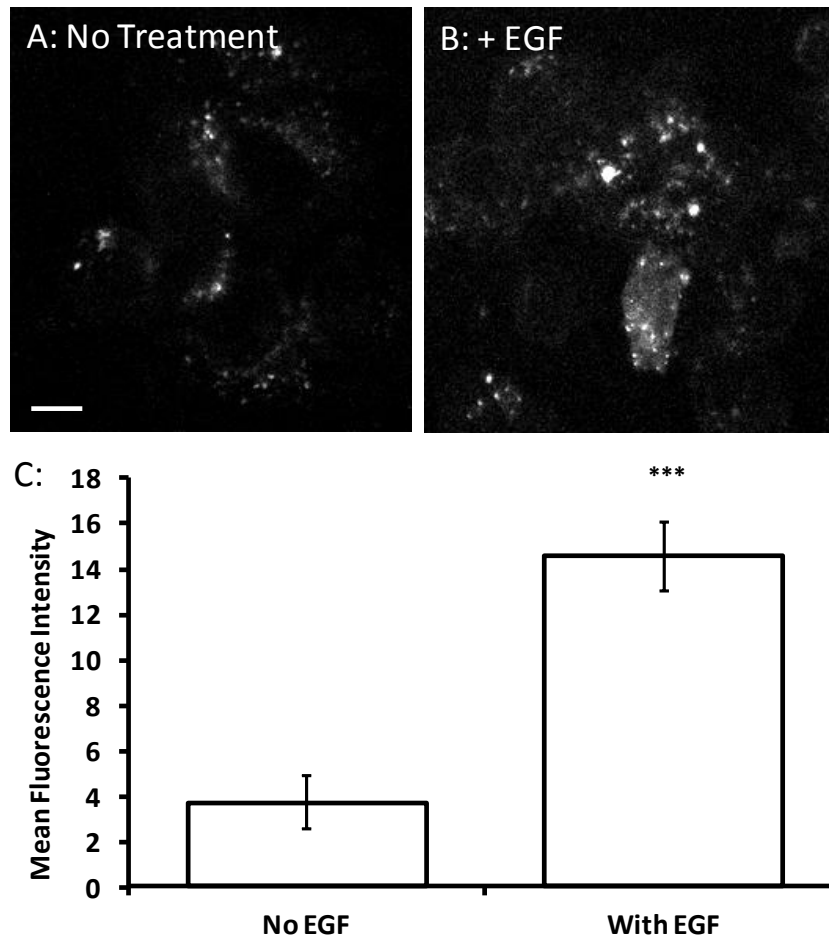 A: No Treatment
B: + EGF
C:
***
Mean Fluorescence Intensity
18
16
14
12
10
8
6
4
2
0
No EGF
With EGF